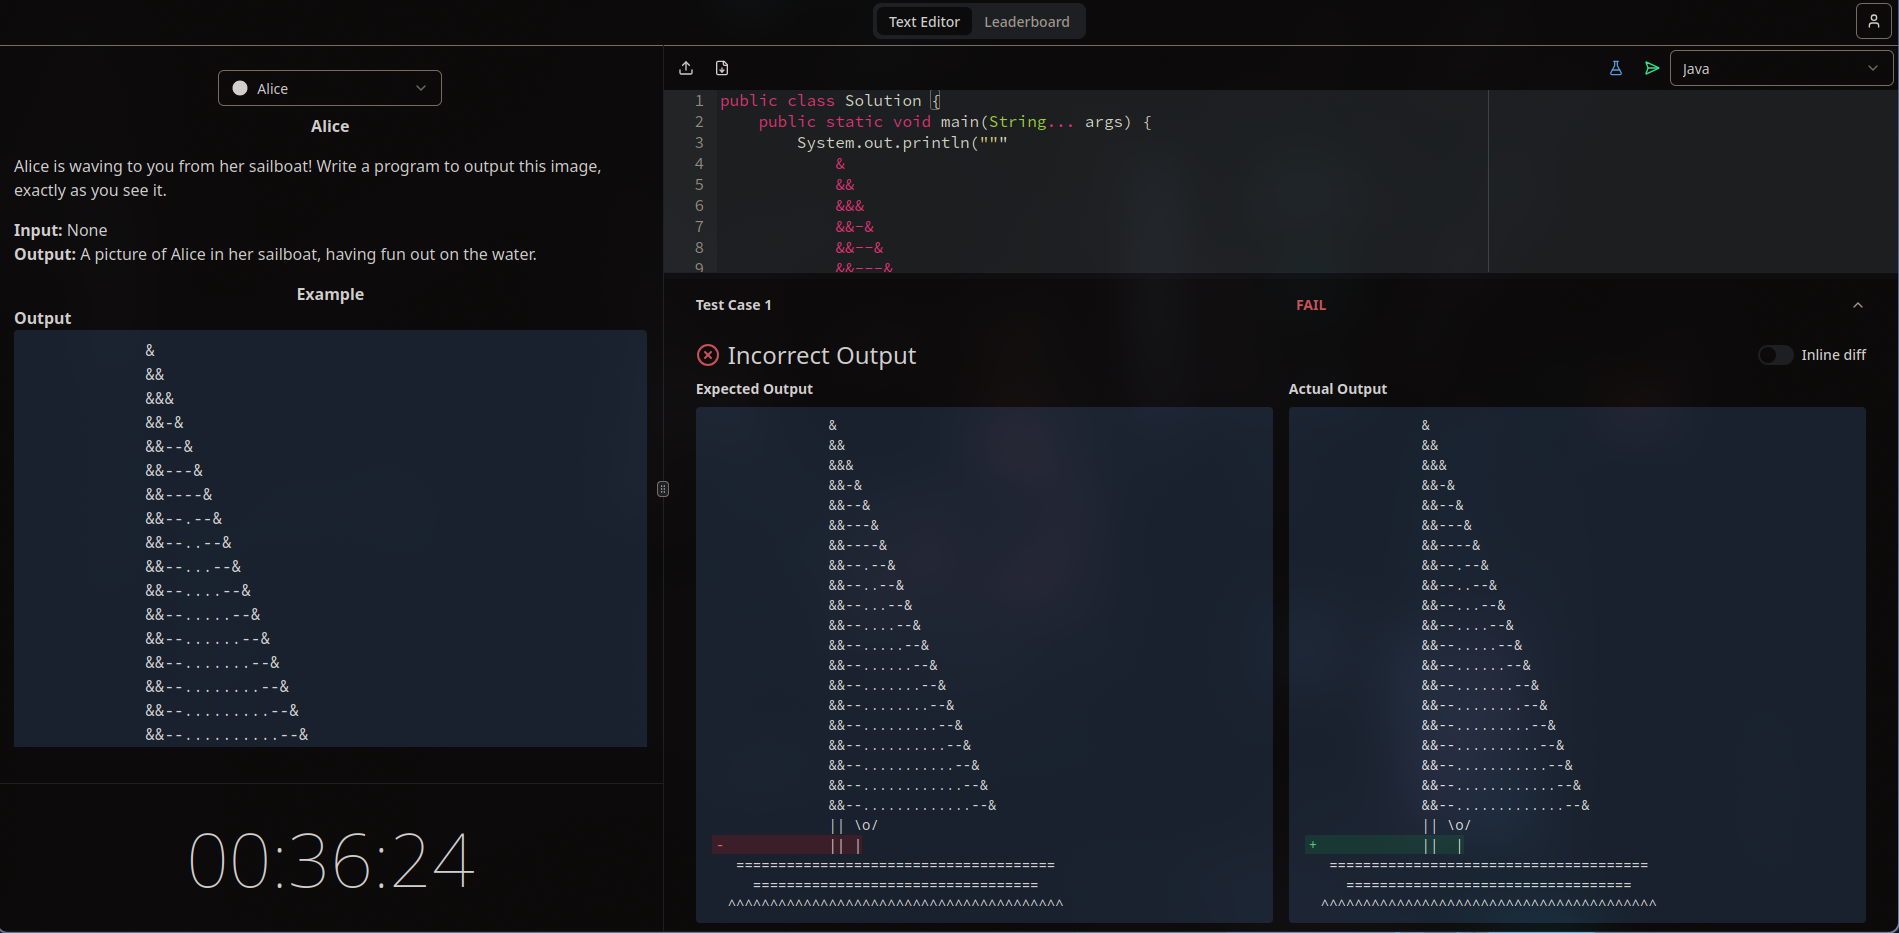 Text Editor
Leaderboard
Alice
Java
Alice
Alice is waving to you from her sailboat! Write a program to output this image,
exactly as you see it.
Input: None
Output: A picture of Alice in her sailboat, having fun out on the water.
Example
Output
&
&&
&&&
&&-&
&&--&
&&---&
&&----&
&&--.--&
&&--..--&
&&--...--&
&&--....--&
&&--.....--&
&&--......--&
&&--.......--&
&&--........--&
&&--.........--&
&&--..........--&
00:36:24
1 public class Solution {
2     public static void main(String... args) {
3         System.out.println("""
4             &
5             &&
6             &&&
7             &&-&
8             &&--&
9             &&---&
Test Case 1
FAIL
Incorrect Output
Inline diff
Expected Output
              &
              &&
              &&&
              &&-&
              &&--&
              &&---&
              &&----&
              &&--.--&
              &&--..--&
              &&--...--&
              &&--....--&
              &&--.....--&
              &&--......--&
              &&--.......--&
              &&--........--&
              &&--.........--&
              &&--..........--&
              &&--...........--&
              &&--............--&
              &&--.............--&
              || \o/
-             || |
   ======================================
     ==================================
  ^^^^^^^^^^^^^^^^^^^^^^^^^^^^^^^^^^^^^^^^
Actual Output
              &
              &&
              &&&
              &&-&
              &&--&
              &&---&
              &&----&
              &&--.--&
              &&--..--&
              &&--...--&
              &&--....--&
              &&--.....--&
              &&--......--&
              &&--.......--&
              &&--........--&
              &&--.........--&
              &&--..........--&
              &&--...........--&
              &&--............--&
              &&--.............--&
              || \o/
+             ||  |
   ======================================
     ==================================
  ^^^^^^^^^^^^^^^^^^^^^^^^^^^^^^^^^^^^^^^^